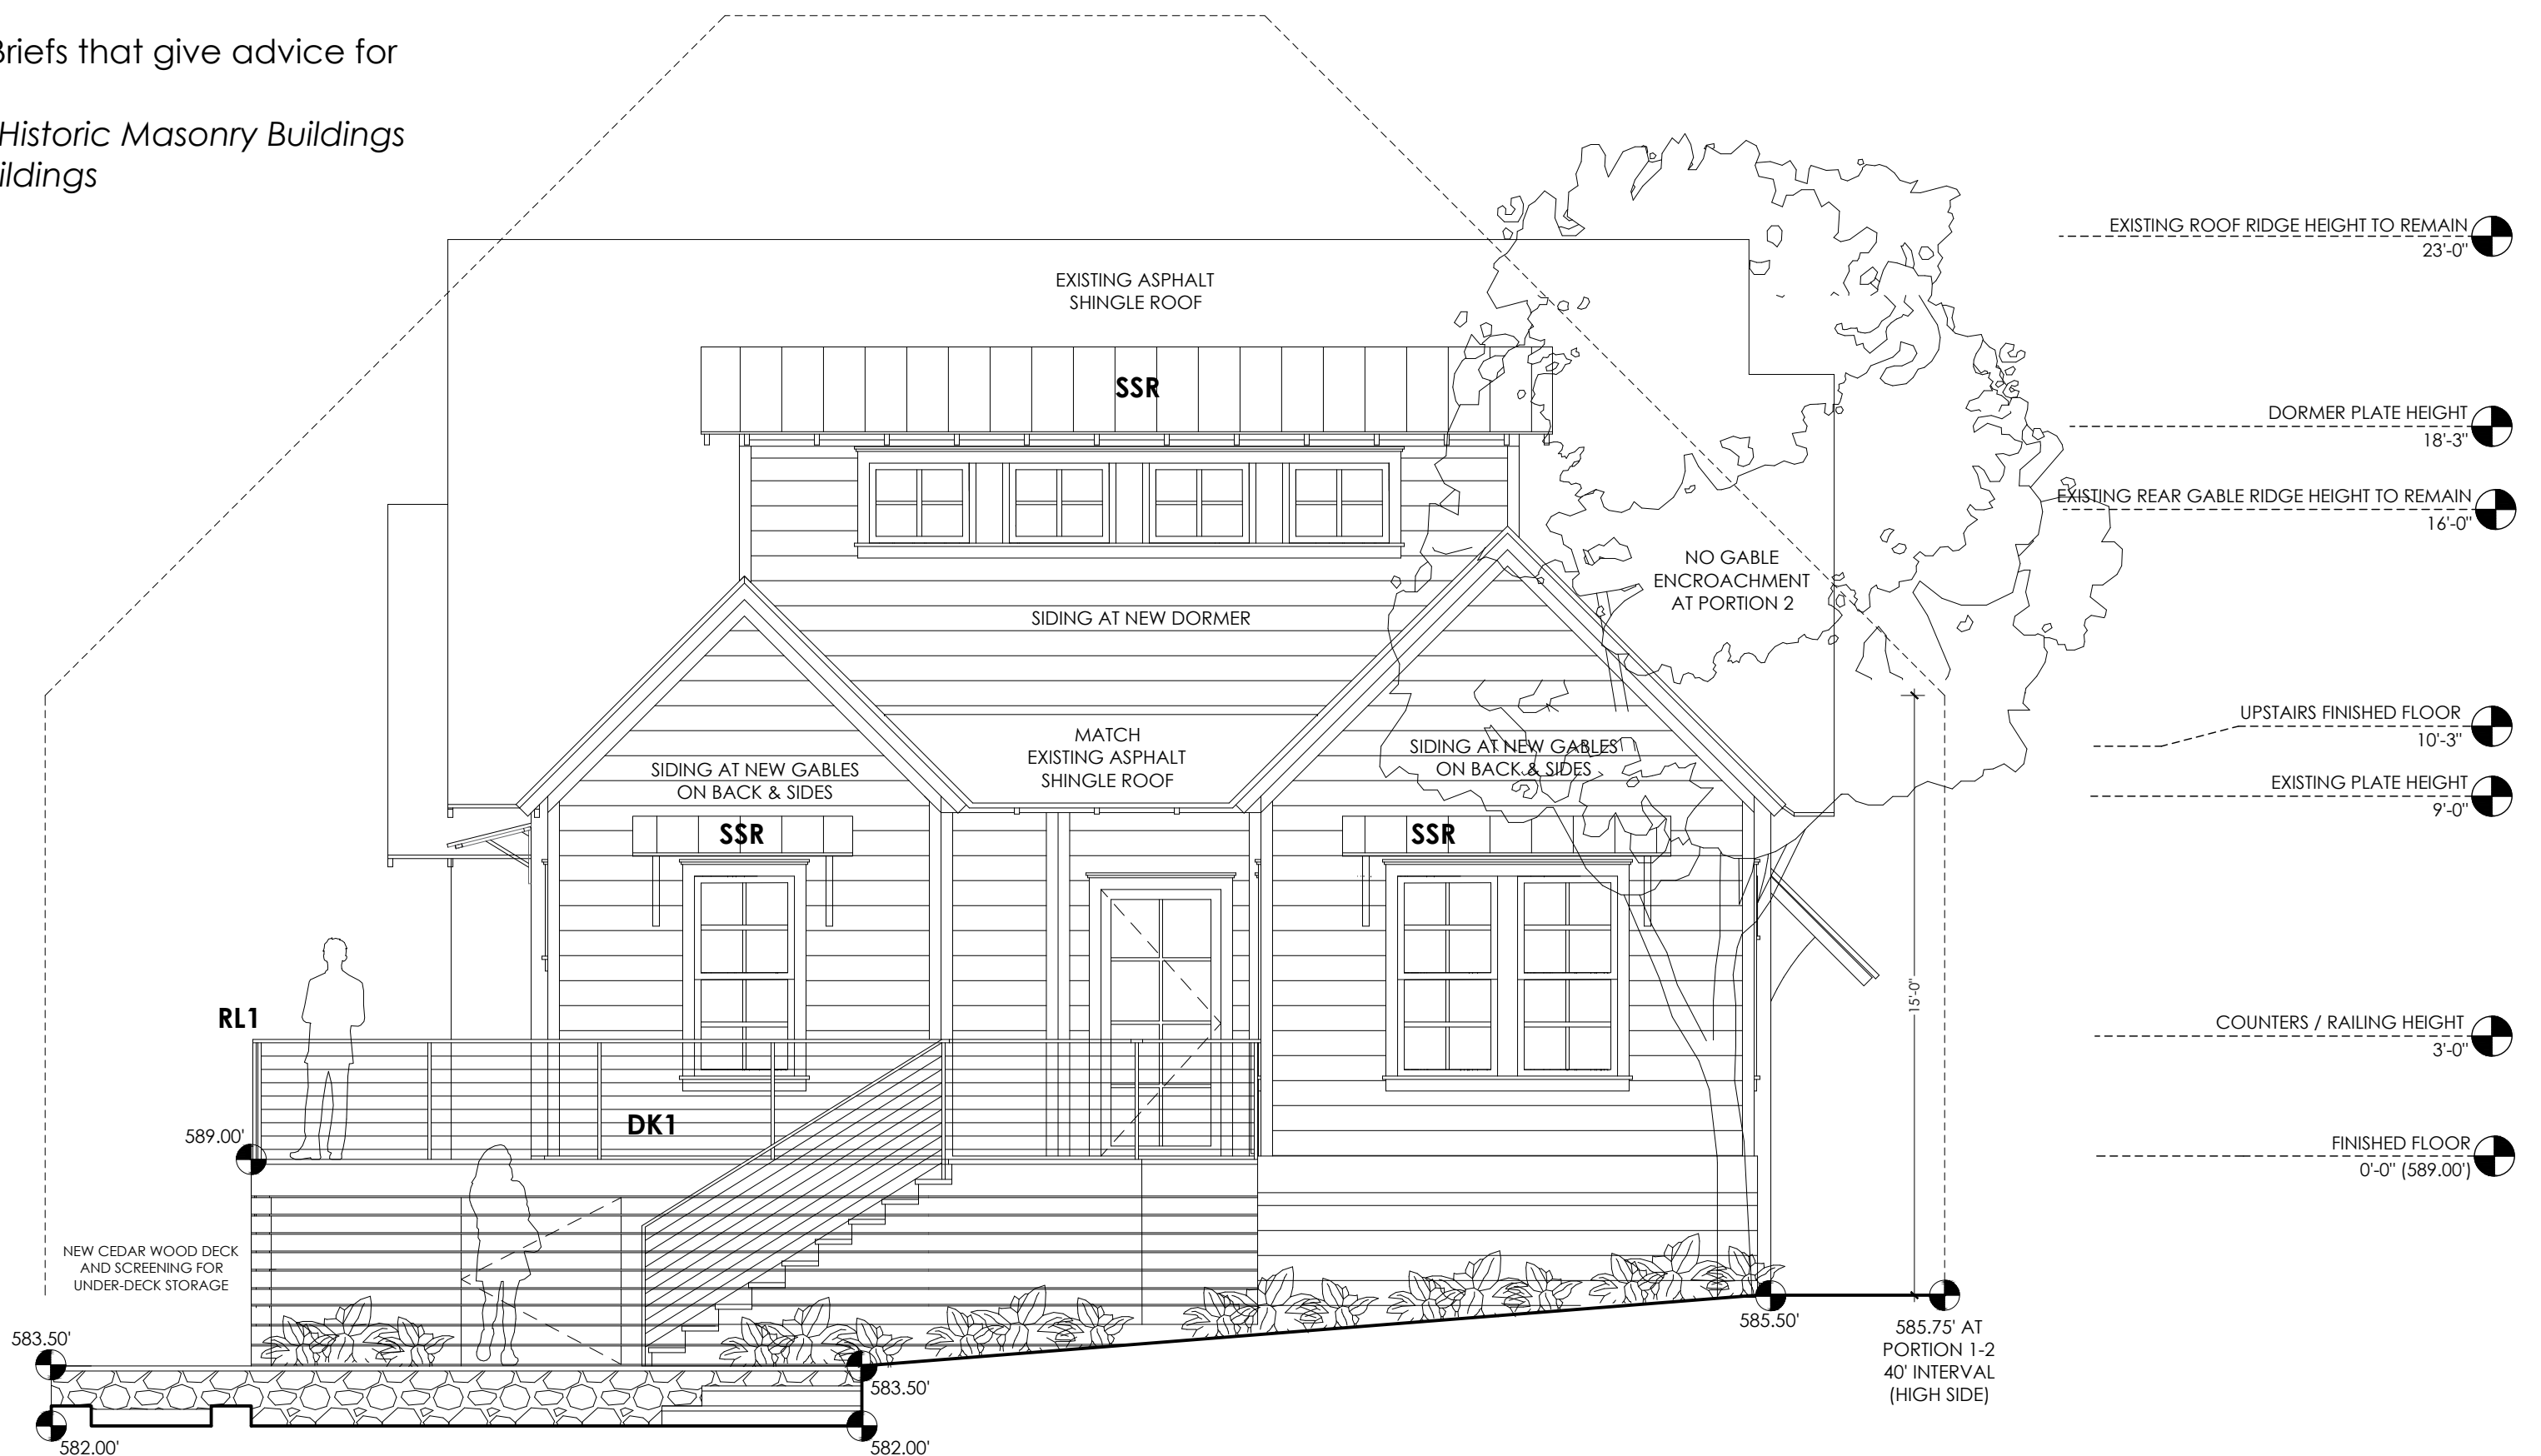 Briefs that give advice for
Historic Masonry Buildings
ildings
EXISTING ROOF RIDGE HEIGHT TO REMAIN
23'-0"
EXISTING ASPHALT
SHINGLE ROOF
SSR
DORMER PLATE HEIGHT
18'-3"
EXISTING REAR GABLE RIDGE HEIGHT TO REMAIN
16'-0"
NO GABLE
ENCROACHMENT
AT PORTION 2
SIDING AT NEW DORMER
UPSTAIRS FINISHED FLOOR
10'-3"
MATCH
EXISTING ASPHALT
SHINGLE ROOF
SIDING AT NEW GABLES
ON BACK & SIDES
SIDING AT NEW GABLES
ON BACK & SIDES
EXISTING PLATE HEIGHT
9'-0"
SSR
SSR
15'-0"
RL1
COUNTERS / RAILING HEIGHT
3'-0"
DK1
589.00'
FINISHED FLOOR
0'-0" (589.00')
NEW CEDAR WOOD DECK
AND SCREENING FOR
UNDER-DECK STORAGE
583.50'
585.50'
585.75' AT
PORTION 1-2
40' INTERVAL
(HIGH SIDE)
583.50'
582.00'
582.00'